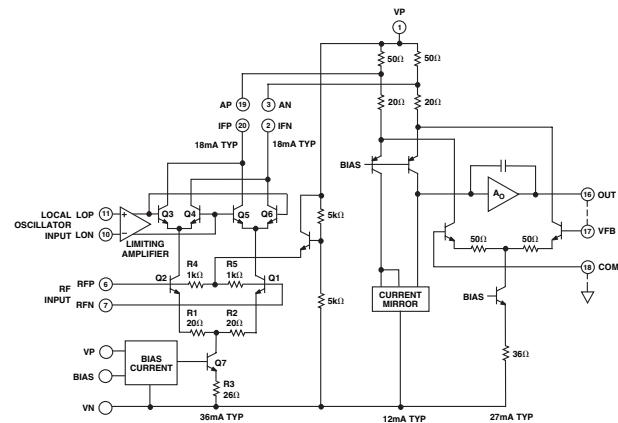 VP
1
50Ω
50Ω
20Ω
20Ω
AP
19
3
AN
IFP
20
2
IFN
18mA TYP
18mA TYP
BIAS
LOCAL
OSCILLATOR
INPUT
LOP
11
LON
10
+
–
LIMITING
AMPLIFIER
Q3
Q4
Q5
Q6
5kΩ
AO
16
OUT
17
VFB
50Ω
50Ω
18
COM
RF
INPUT
RFP
6
RFN
7
R4
1kΩ
R5
1kΩ
Q2
Q1
R1
20Ω
R2
20Ω
5kΩ
CURRENT
MIRROR
BIAS
36Ω
VP
BIAS
BIAS
CURRENT
Q7
R3
26Ω
VN
36mA TYP
12mA TYP
27mA TYP